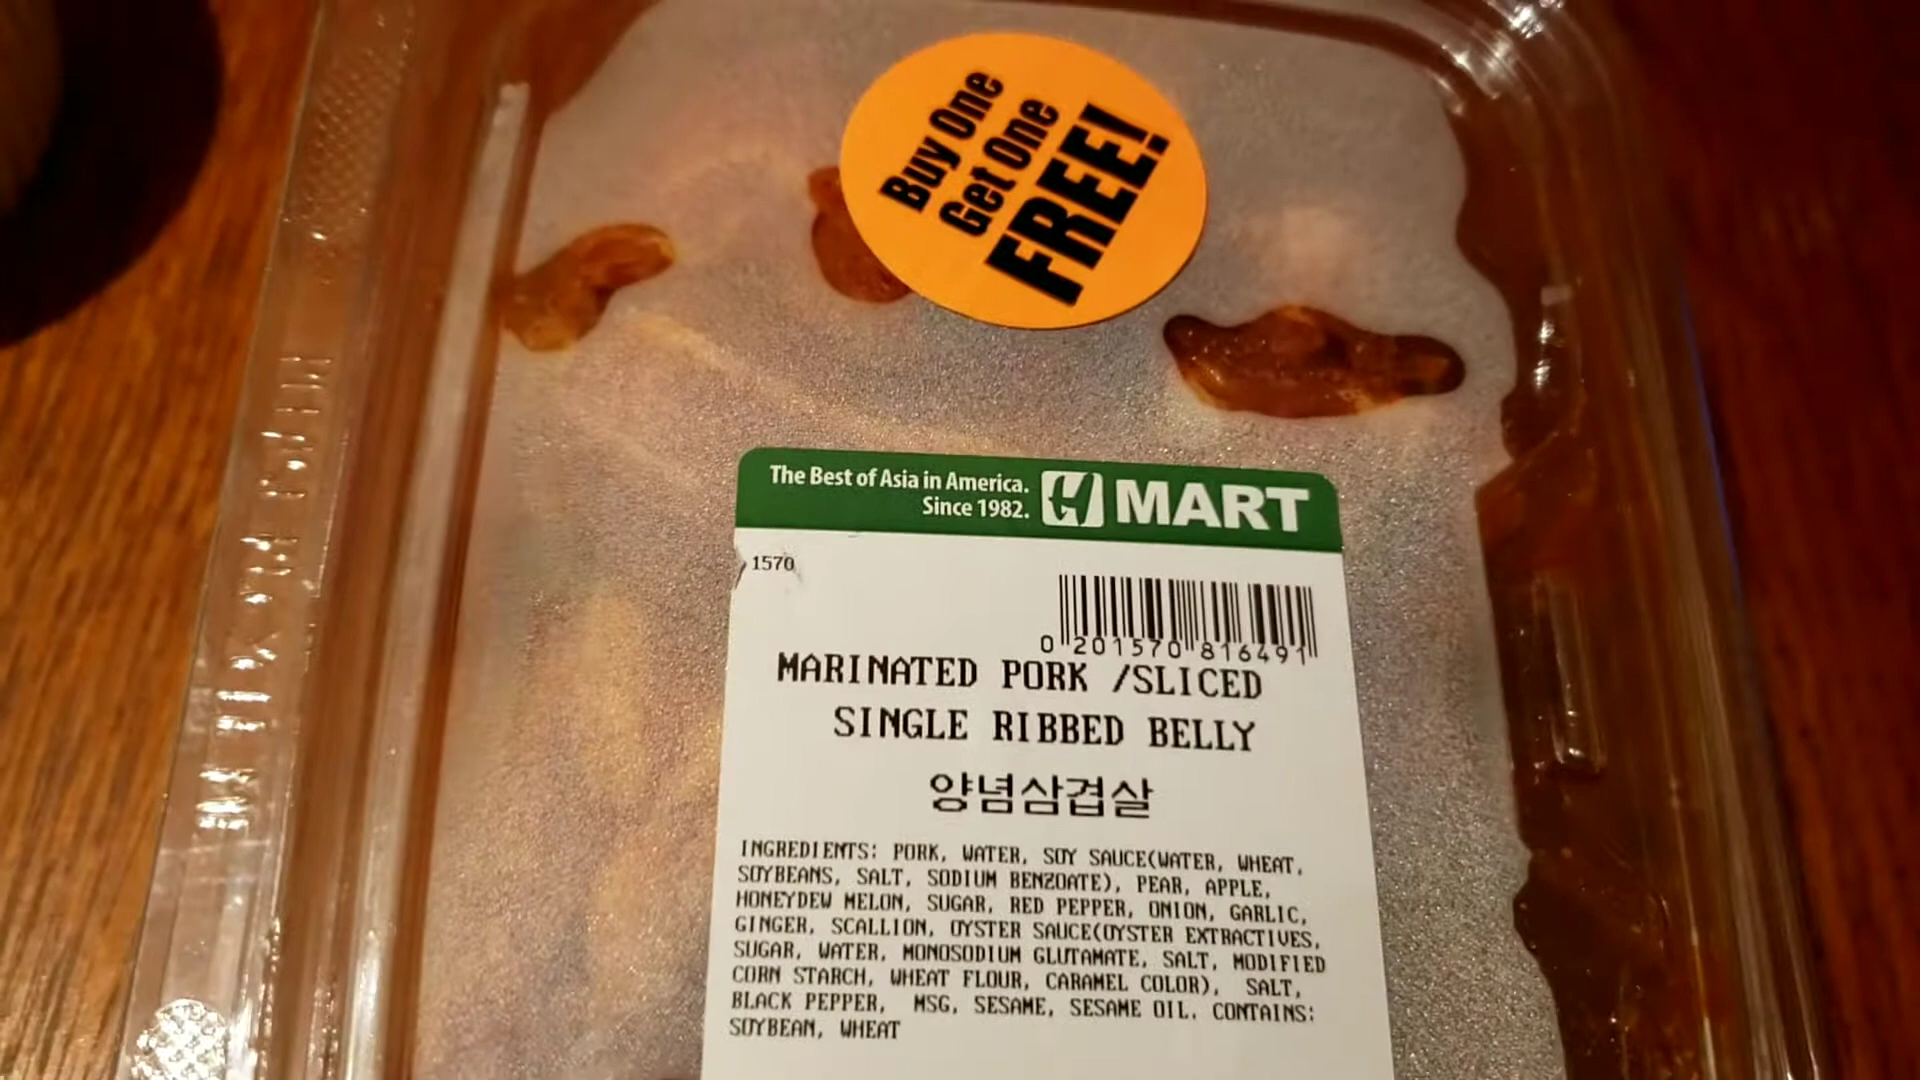 Buy One
Get One
FREE!
The Best of Asia in America.
Since 1982.
H MART
1570
0 201570 816491
MARINATED PORK /SLICED
SINGLE RIBBED BELLY
양념삼겹살
INGREDIENTS: PORK, WATER, SOY SAUCE(WATER, WHEAT,
SOYBEANS, SALT, SODIUM BENZOATE), PEAR, APPLE,
HONEYDEW MELON, SUGAR, RED PEPPER, ONION, GARLIC,
GINGER, SCALLION, OYSTER SAUCE(OYSTER EXTRACTIVES,
SUGAR, WATER, MONOSODIUM GLUTAMATE, SALT, MODIFIED
CORN STARCH, WHEAT FLOUR, CARAMEL COLOR), SALT,
BLACK PEPPER, MSG, SESAME, SESAME OIL. CONTAINS:
SOYBEAN, WHEAT